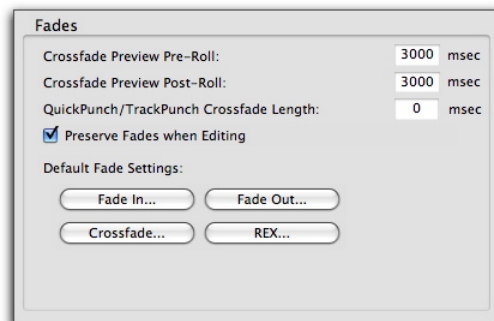 Fades
Crossfade Preview Pre-Roll: 3000 msec
Crossfade Preview Post-Roll: 3000 msec
QuickPunch/TrackPunch Crossfade Length: 0 msec
Preserve Fades when Editing
Default Fade Settings:
Fade In... Fade Out...
Crossfade... REX...